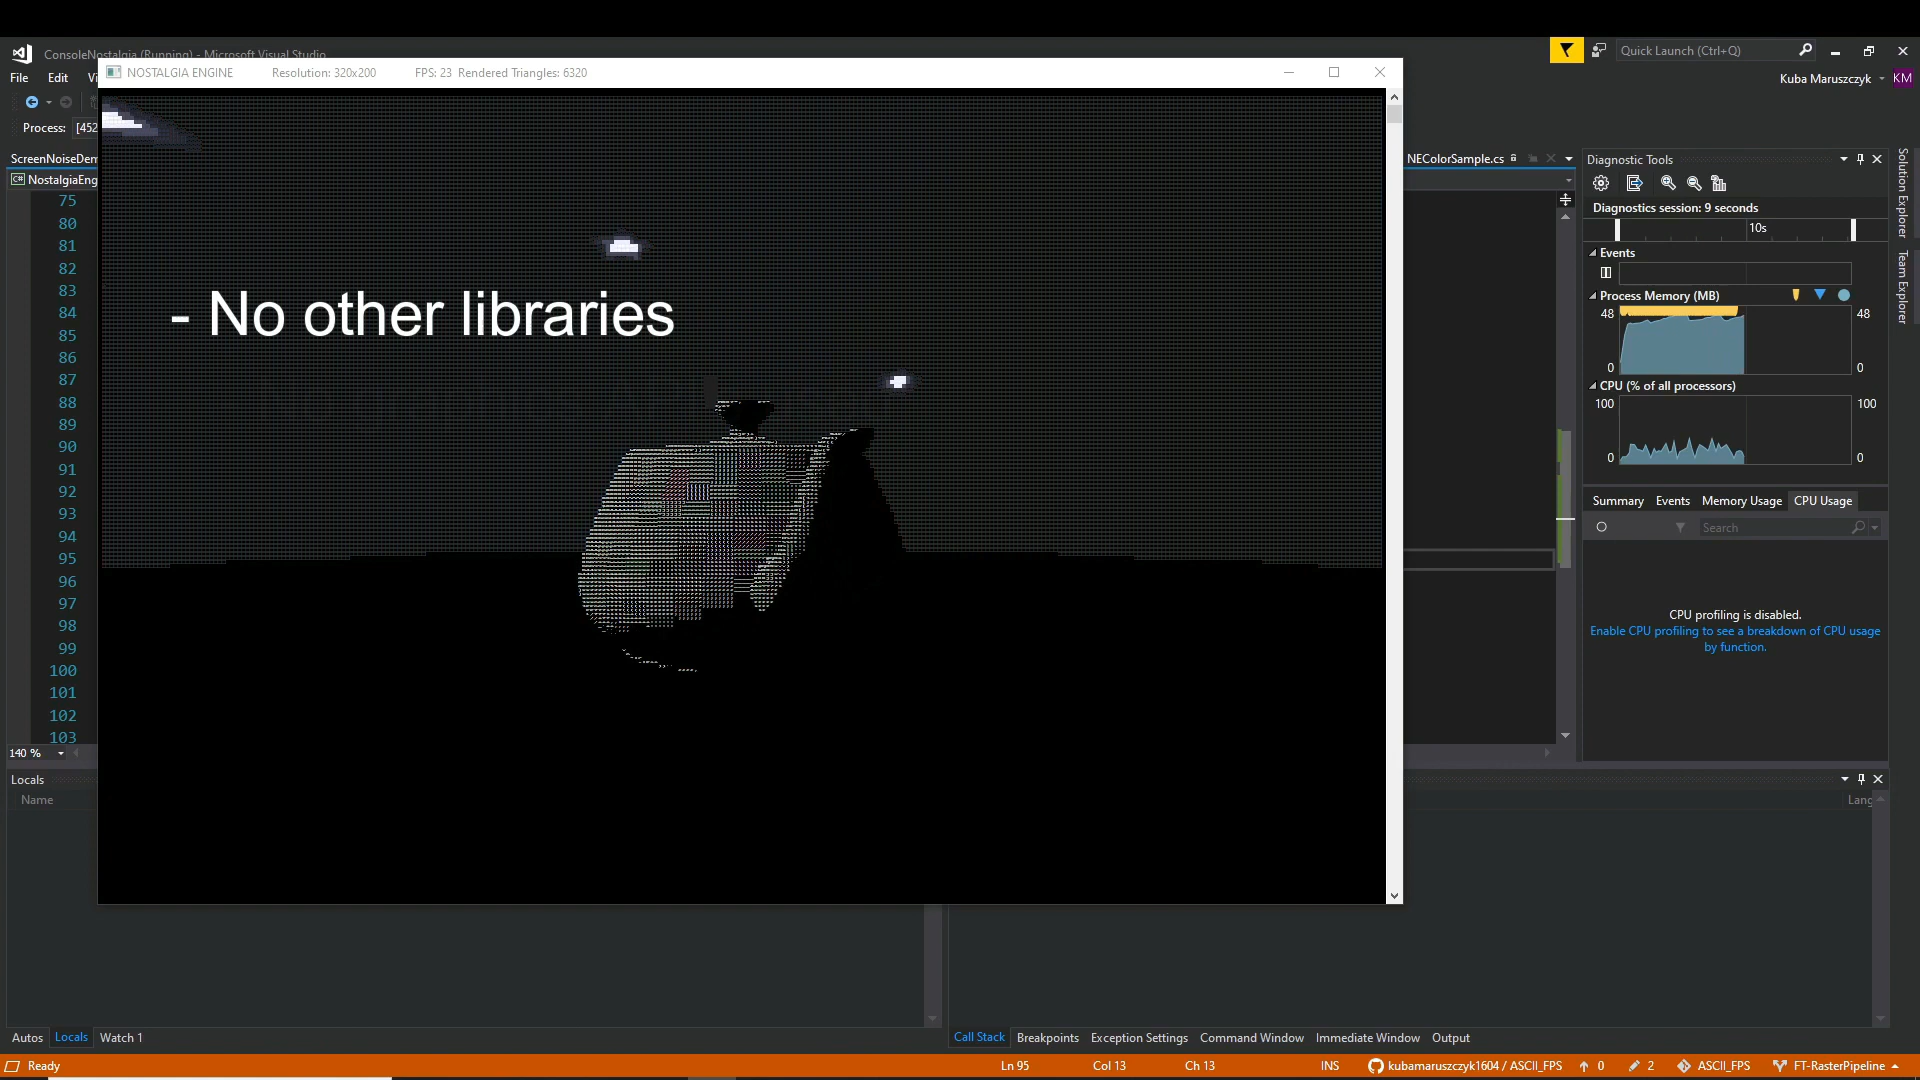 ConsoleNostalgia (Running) - Microsoft Visual Studio
Quick Launch (Ctrl+Q)
File Edit Vi
Kuba Maruszczyk KM
NOSTALGIA ENGINE Resolution: 320x200 FPS: 23 Rendered Triangles: 6320
Process: [452
ScreenNoiseDem
NEColorSample.cs
NostalgiaEng
Diagnostic Tools
Solution Explorer
Team Explorer
Diagnostics session: 9 seconds
10s
Events
Process Memory (MB)
48 48
0 0
CPU (% of all processors)
100 100
0 0
Summary Events Memory Usage CPU Usage
Search
CPU profiling is disabled.
Enable CPU profiling to see a breakdown of CPU usage
by function.
- No other libraries
75
80
81
82
83
84
85
86
87
88
89
90
91
92
93
94
95
96
97
98
99
100
101
102
103
140 %
Locals
Name
Lang
Autos Locals Watch 1
Call Stack Breakpoints Exception Settings Command Window Immediate Window Output
Ready
Ln 95 Col 13 Ch 13 INS kubamaruszczyk1604 / ASCII_FPS 0 2 ASCII_FPS FT-RasterPipeline